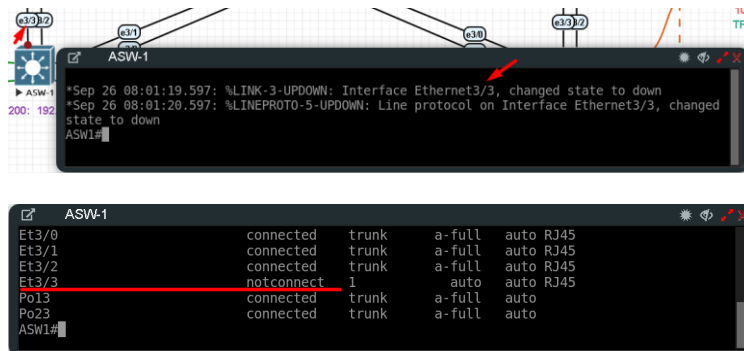 e3/3
3/2
e3/1
e3/0
e3/3
3/2
ASW-1
ASW-1
200: 192
*Sep 26 08:01:19.597: %LINK-3-UPDOWN: Interface Ethernet3/3, changed state to down
*Sep 26 08:01:20.597: %LINEPROTO-5-UPDOWN: Line protocol on Interface Ethernet3/3, changed
state to down
ASW1#
ASW-1
Et3/0 connected trunk a-full auto RJ45
Et3/1 connected trunk a-full auto RJ45
Et3/2 connected trunk a-full auto RJ45
Et3/3 notconnect 1 auto auto RJ45
Po13 connected trunk a-full auto
Po23 connected trunk a-full auto
ASW1#